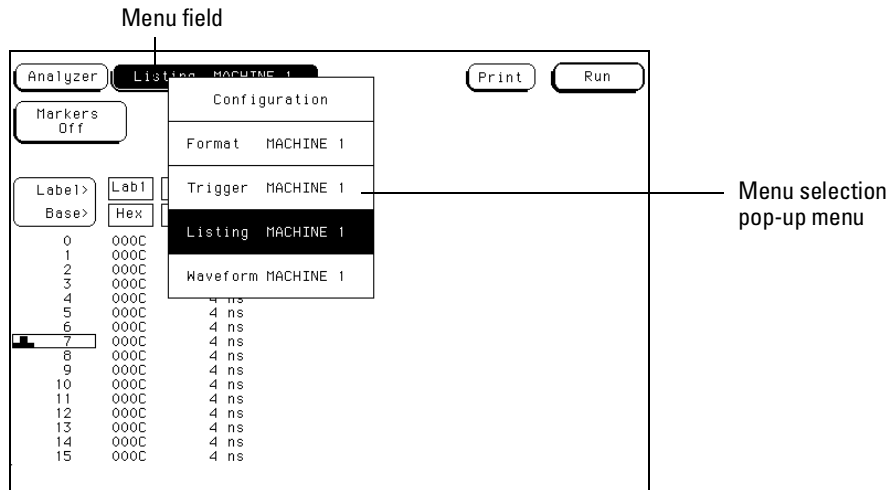 Menu field
Analyzer Listing MACHINE 1 Print Run
Markers
Off
Configuration
Format MACHINE 1
Trigger MACHINE 1
Listing MACHINE 1
Waveform MACHINE 1
Menu selection
pop-up menu
Label> Lab1
Base> Hex
0 000C
1 000C
2 000C
3 000C
4 000C 4 ns
5 000C 4 ns
6 000C 4 ns
7 000C 4 ns
8 000C 4 ns
9 000C 4 ns
10 000C 4 ns
11 000C 4 ns
12 000C 4 ns
13 000C 4 ns
14 000C 4 ns
15 000C 4 ns